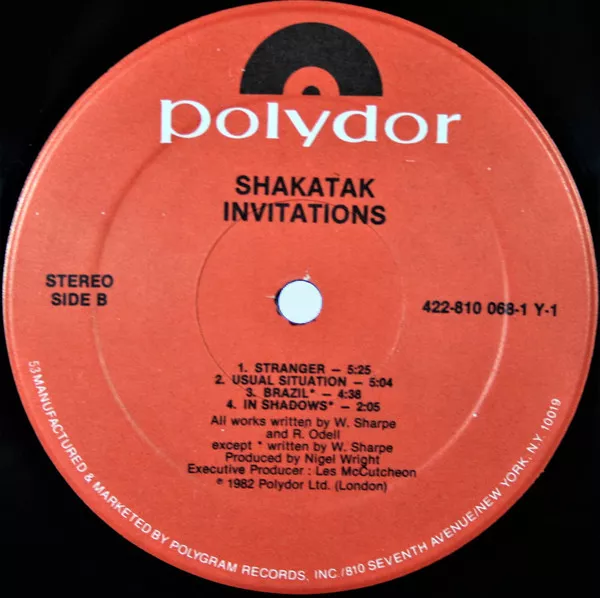 polydor
SHAKATAK
INVITATIONS
STEREO
SIDE B
422-810 068-1 Y-1
1. STRANGER – 5:25
2. USUAL SITUATION – 5:04
3. BRAZIL* – 4:38
4. IN SHADOWS* – 2:05
All works written by W. Sharpe
and R. Odell
except * written by W. Sharpe
Produced by Nigel Wright
Executive Producer : Les McCutcheon
℗ 1982 Polydor Ltd. (London)
53 MANUFACTURED & MARKETED BY POLYGRAM RECORDS, INC./810 SEVENTH AVENUE/NEW YORK, N.Y. 10019